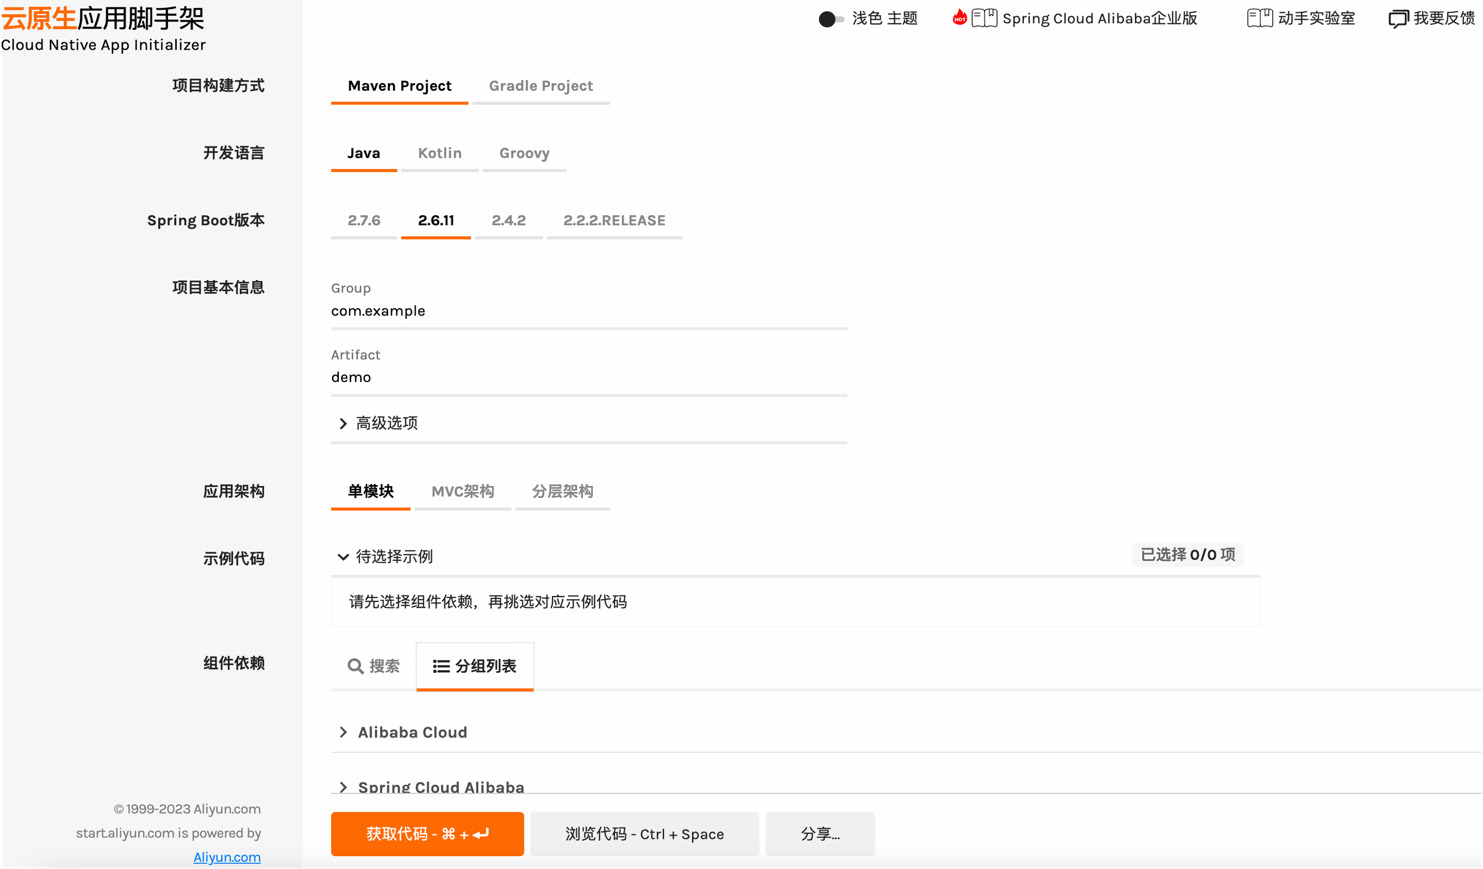 云原生应用脚手架
Cloud Native App Initializer
浅色 主题
HOT
Spring Cloud Alibaba企业版
动手实验室
我要反馈
项目构建方式
Maven Project
Gradle Project
开发语言
Java
Kotlin
Groovy
Spring Boot版本
2.7.6
2.6.11
2.4.2
2.2.2.RELEASE
项目基本信息
Group
com.example
Artifact
demo
高级选项
应用架构
单模块
MVC架构
分层架构
示例代码
待选择示例
已选择 0/0 项
请先选择组件依赖，再挑选对应示例代码
组件依赖
搜索
分组列表
Alibaba Cloud
Spring Cloud Alibaba
© 1999-2023 Aliyun.com
start.aliyun.com is powered by
Aliyun.com
获取代码 - ⌘ + ↵
浏览代码 - Ctrl + Space
分享...